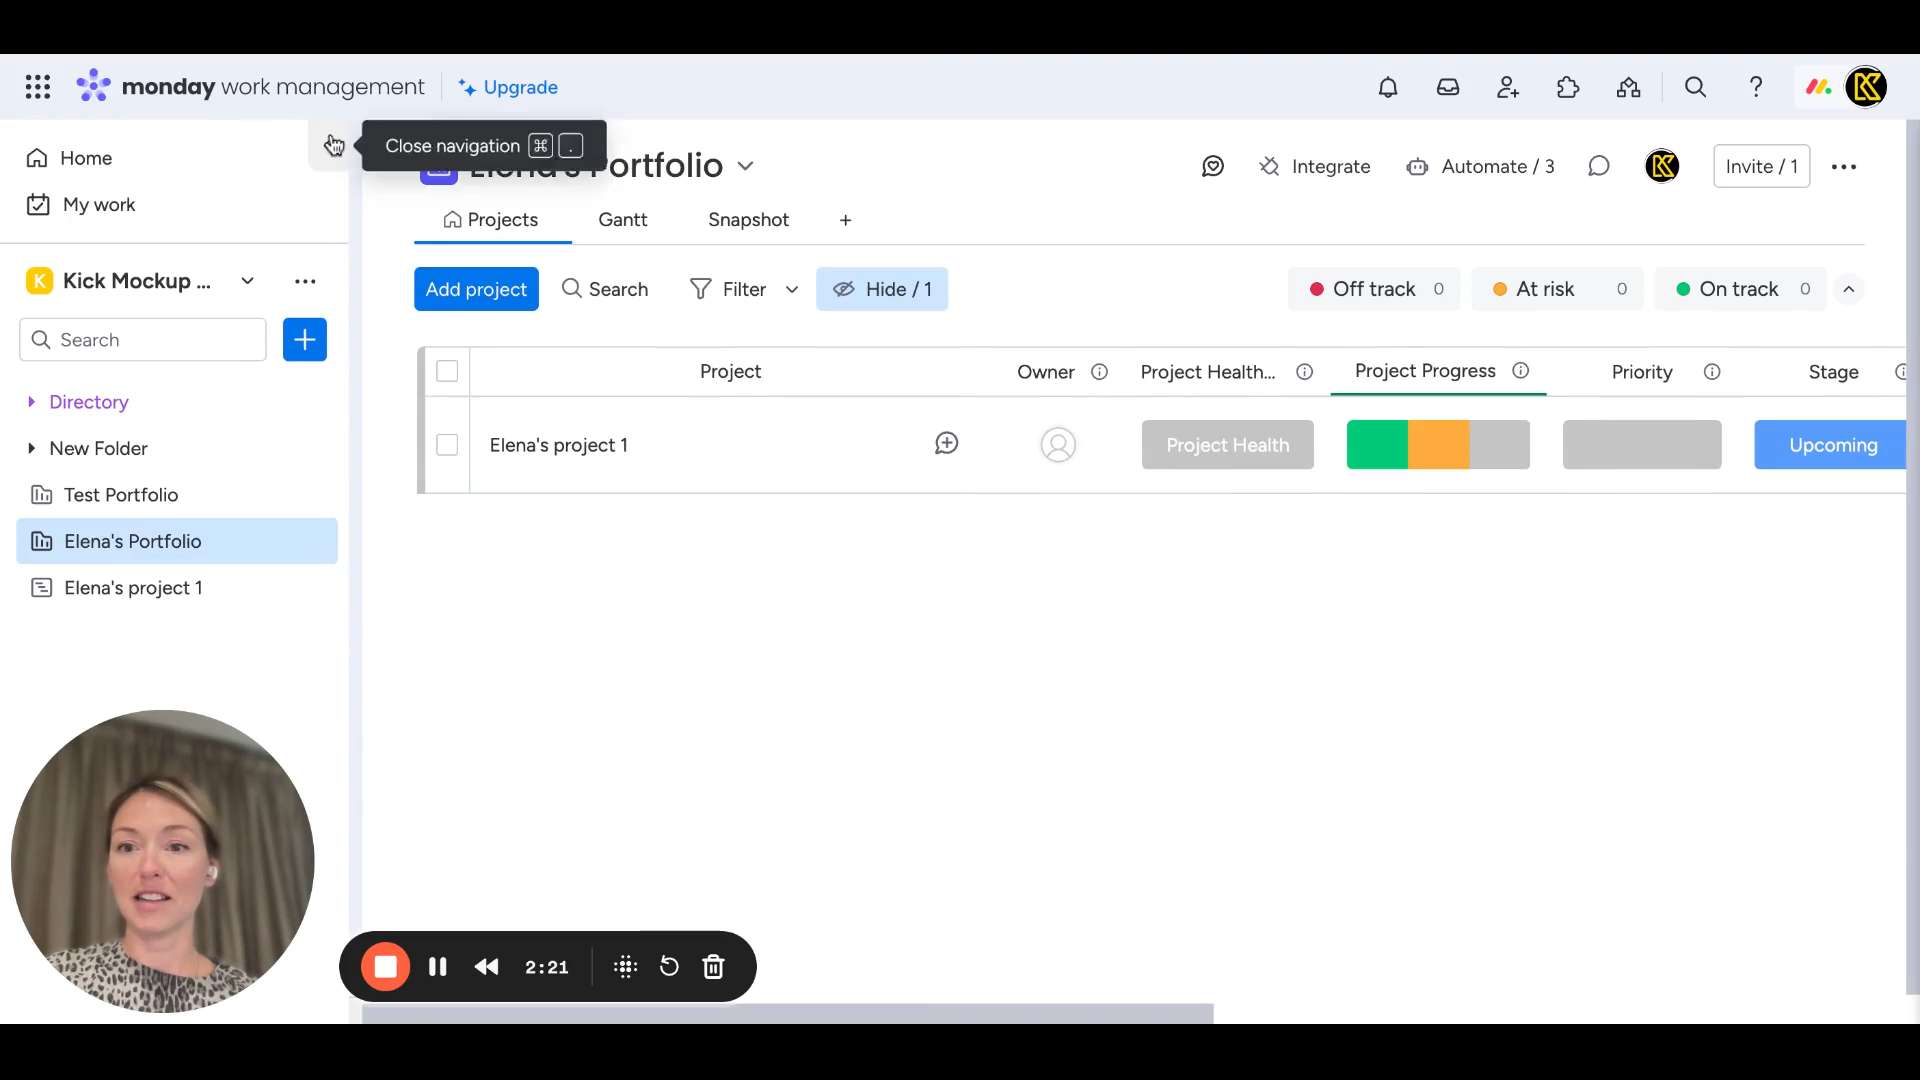 monday work management
Upgrade
Home
Close navigation ⌘ .
Elena's Portfolio
Integrate
Automate / 3
Invite / 1
My work
Projects
Gantt
Snapshot
+
K Kick Mockup ...
Add project
Search
Filter
Hide / 1
Off track 0
At risk 0
On track 0
Search
Project
Owner
Project Health...
Project Progress
Priority
Stage
Directory
New Folder
Elena's project 1
Project Health
Upcoming
Test Portfolio
Elena's Portfolio
Elena's project 1
2:21